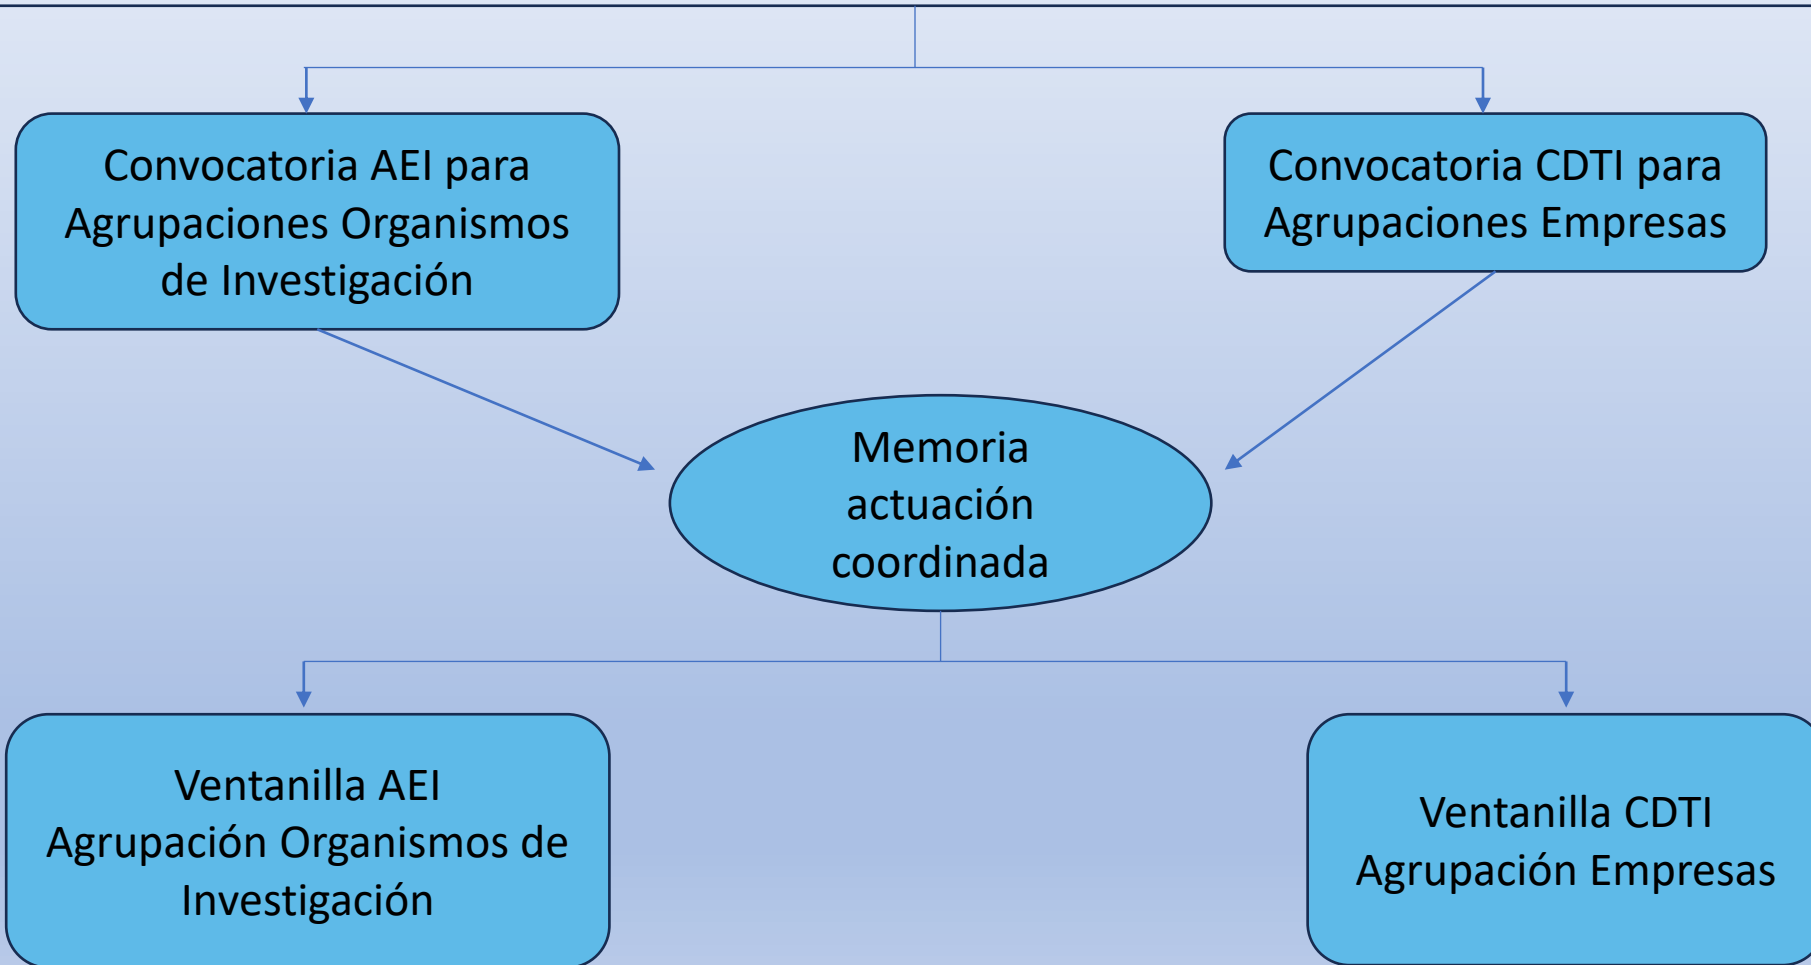 Convocatoria AEI para
Agrupaciones Organismos
de Investigación
Convocatoria CDTI para
Agrupaciones Empresas
Memoria
actuación
coordinada
Ventanilla AEI
Agrupación Organismos de
Investigación
Ventanilla CDTI
Agrupación Empresas